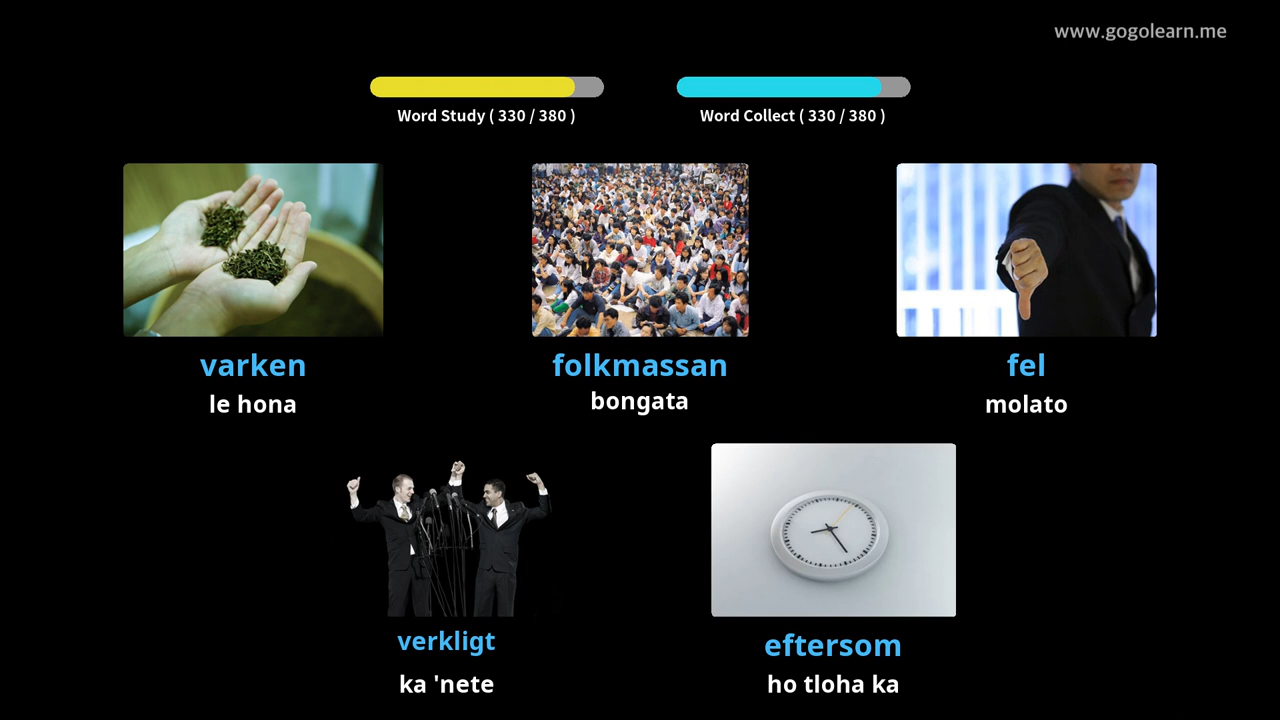 www.gogolearn.me
Word Study ( 330 / 380 )
Word Collect ( 330 / 380 )
varken
le hona
folkmassan
bongata
fel
molato
verkligt
ka 'nete
eftersom
ho tloha ka